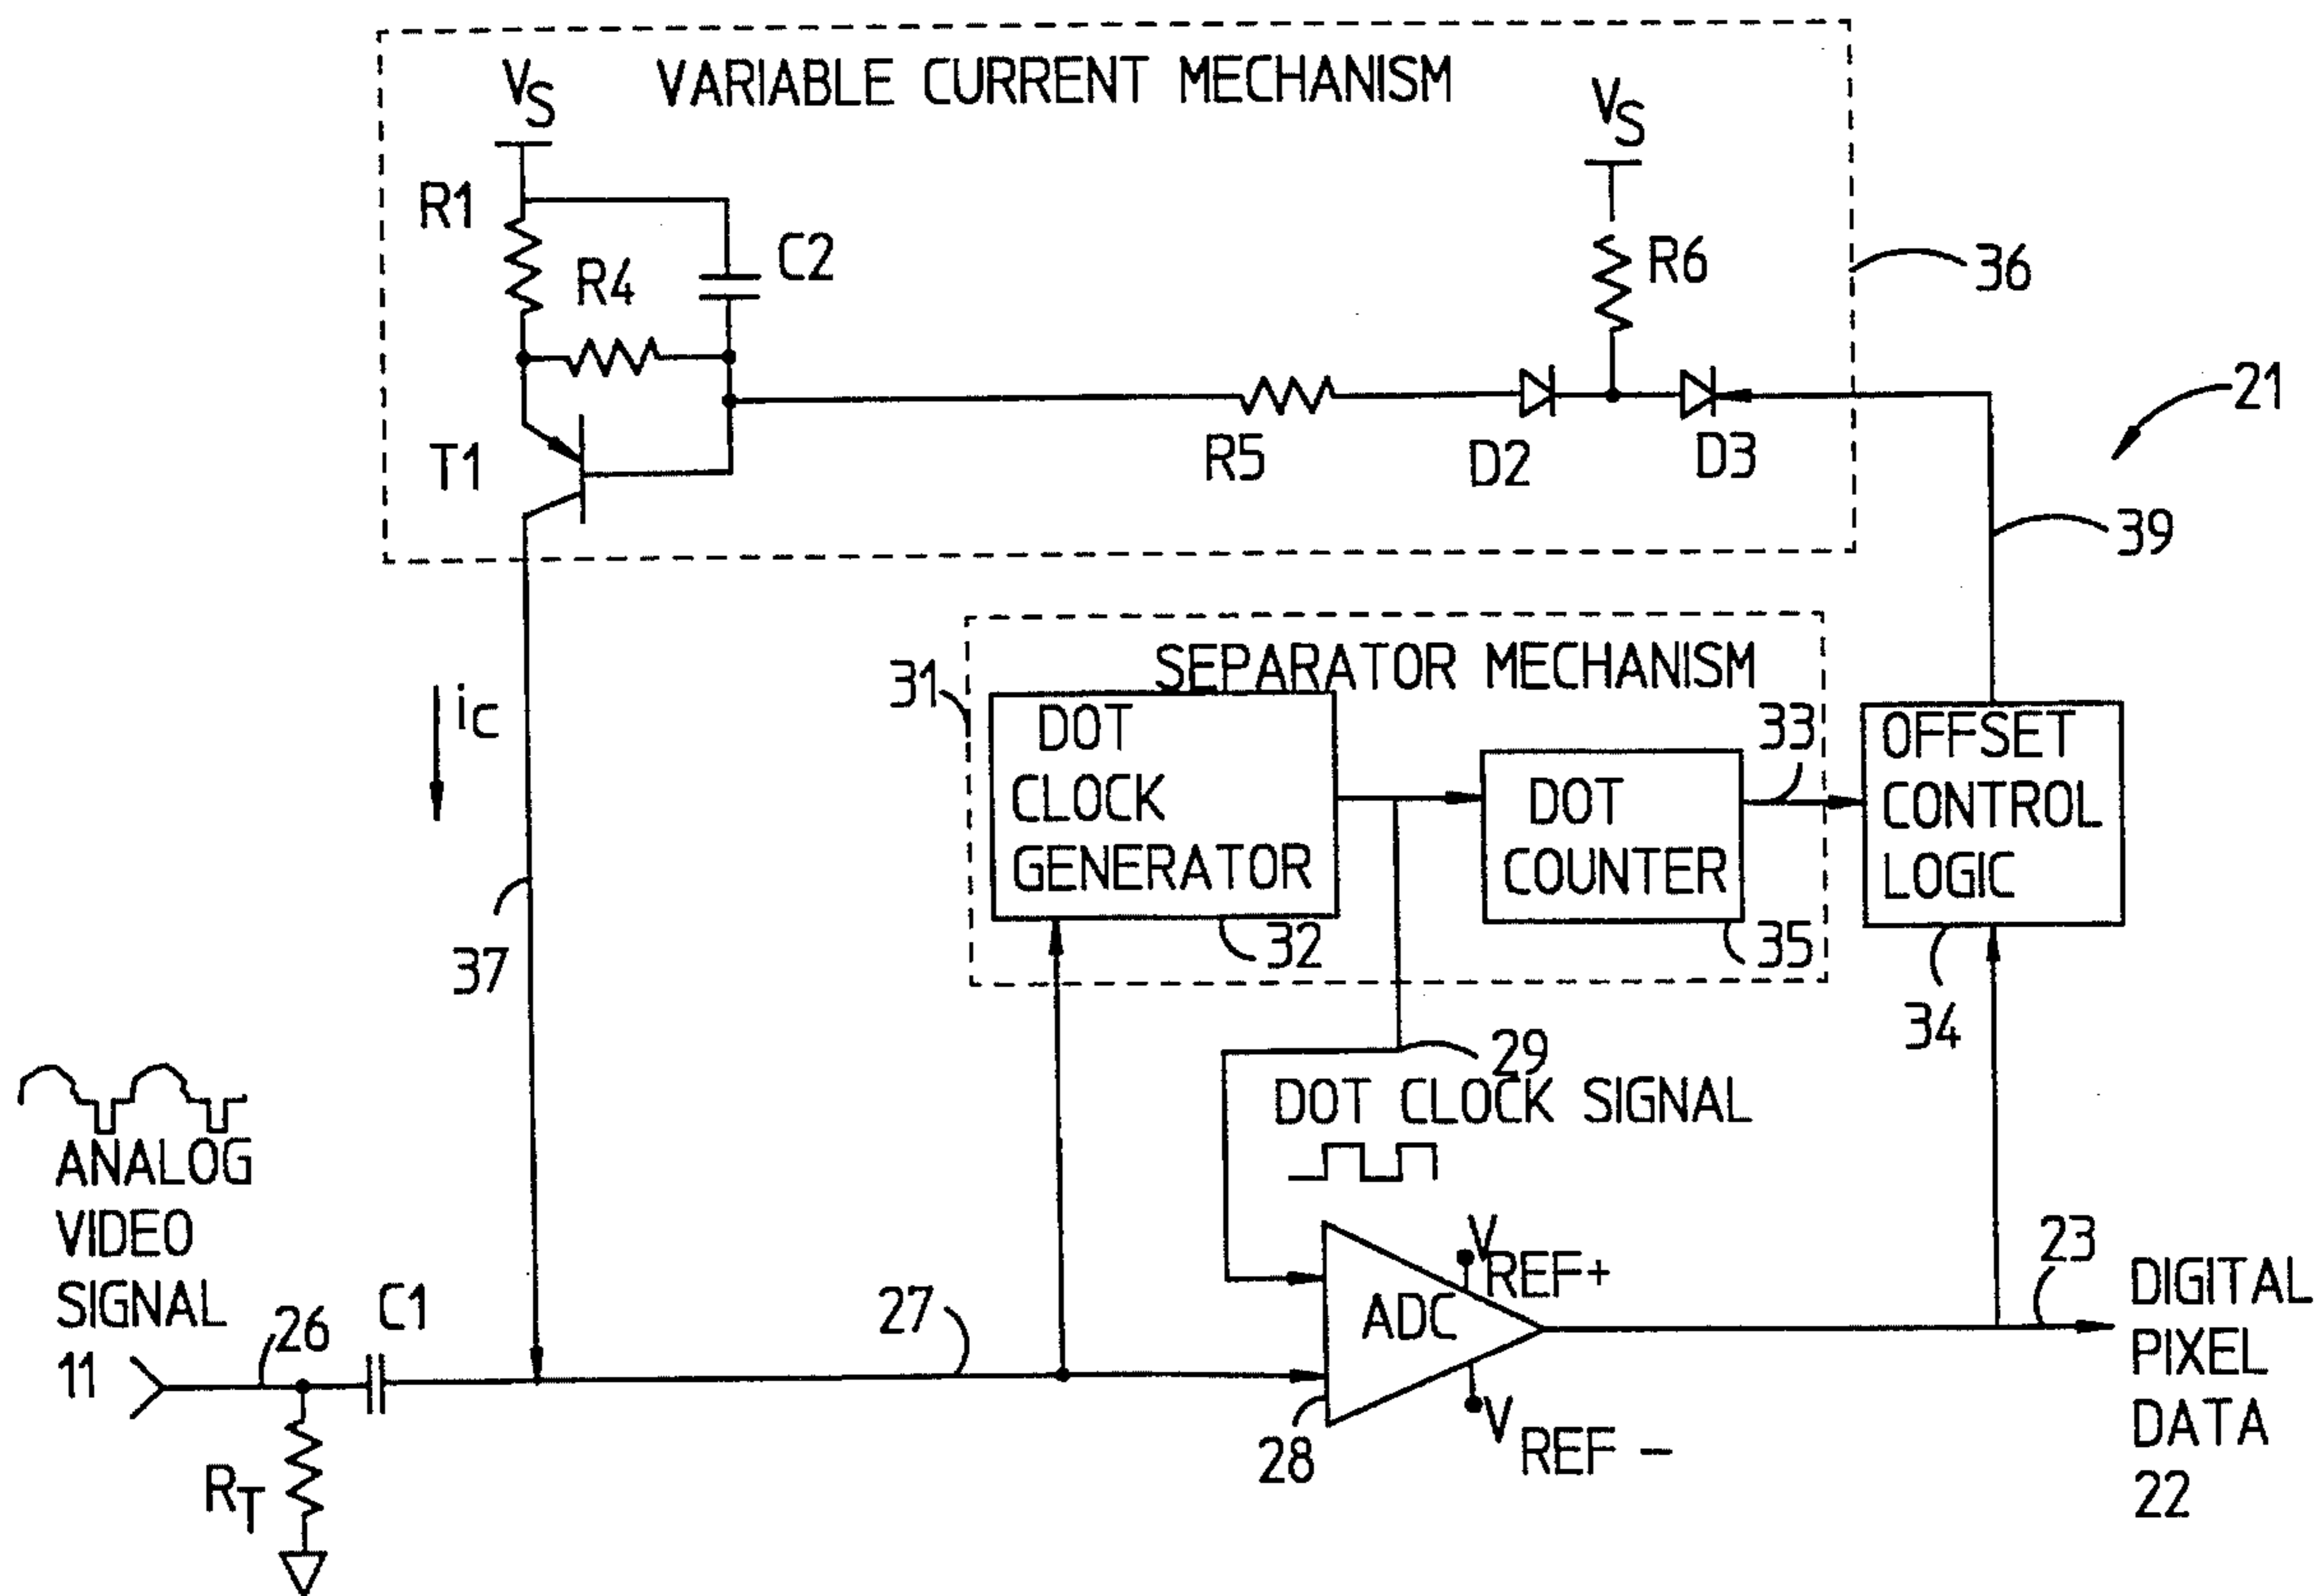 VARIABLE CURRENT MECHANISM
VS
VS
R1
R4
C2
R6
36
T1
R5
D2
D3
21
39
SEPARATOR MECHANISM
31
iC
DOT
CLOCK
GENERATOR
32
DOT
COUNTER
35
33
OFFSET
CONTROL
LOGIC
34
37
29
DOT CLOCK SIGNAL
ANALOG
VIDEO
SIGNAL
11
26
C1
RT
27
ADC
VREF+
VREF -
28
23
DIGITAL
PIXEL
DATA
22